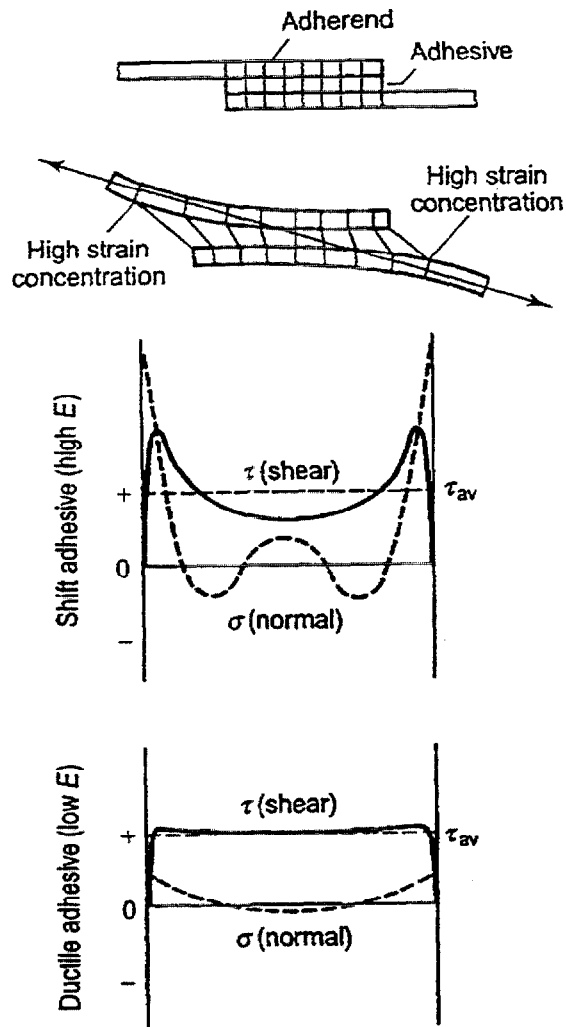 Adherend
Adhesive
High strain
concentration
High strain
concentration
Shift adhesive (high E)
+
0
−
τ (shear)
τav
σ (normal)
Ductile adhesive (low E)
+
0
−
τ (shear)
τav
σ (normal)